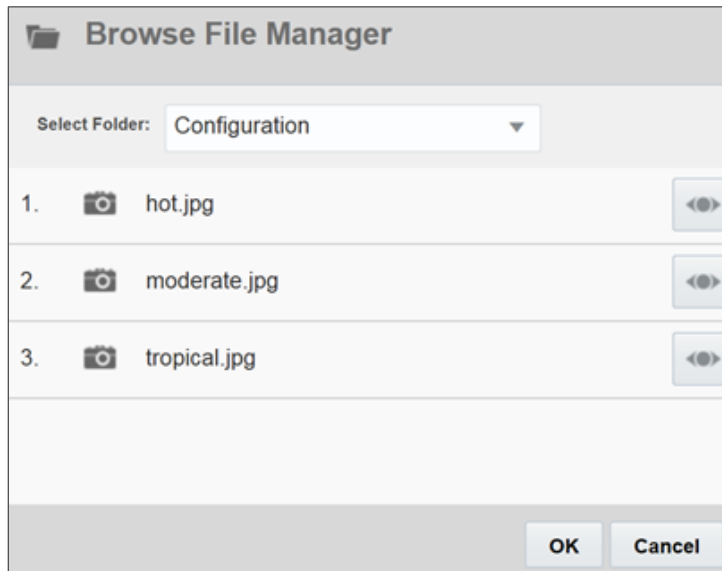 Browse File Manager
Select Folder: Configuration
1. hot.jpg
2. moderate.jpg
3. tropical.jpg
OK Cancel